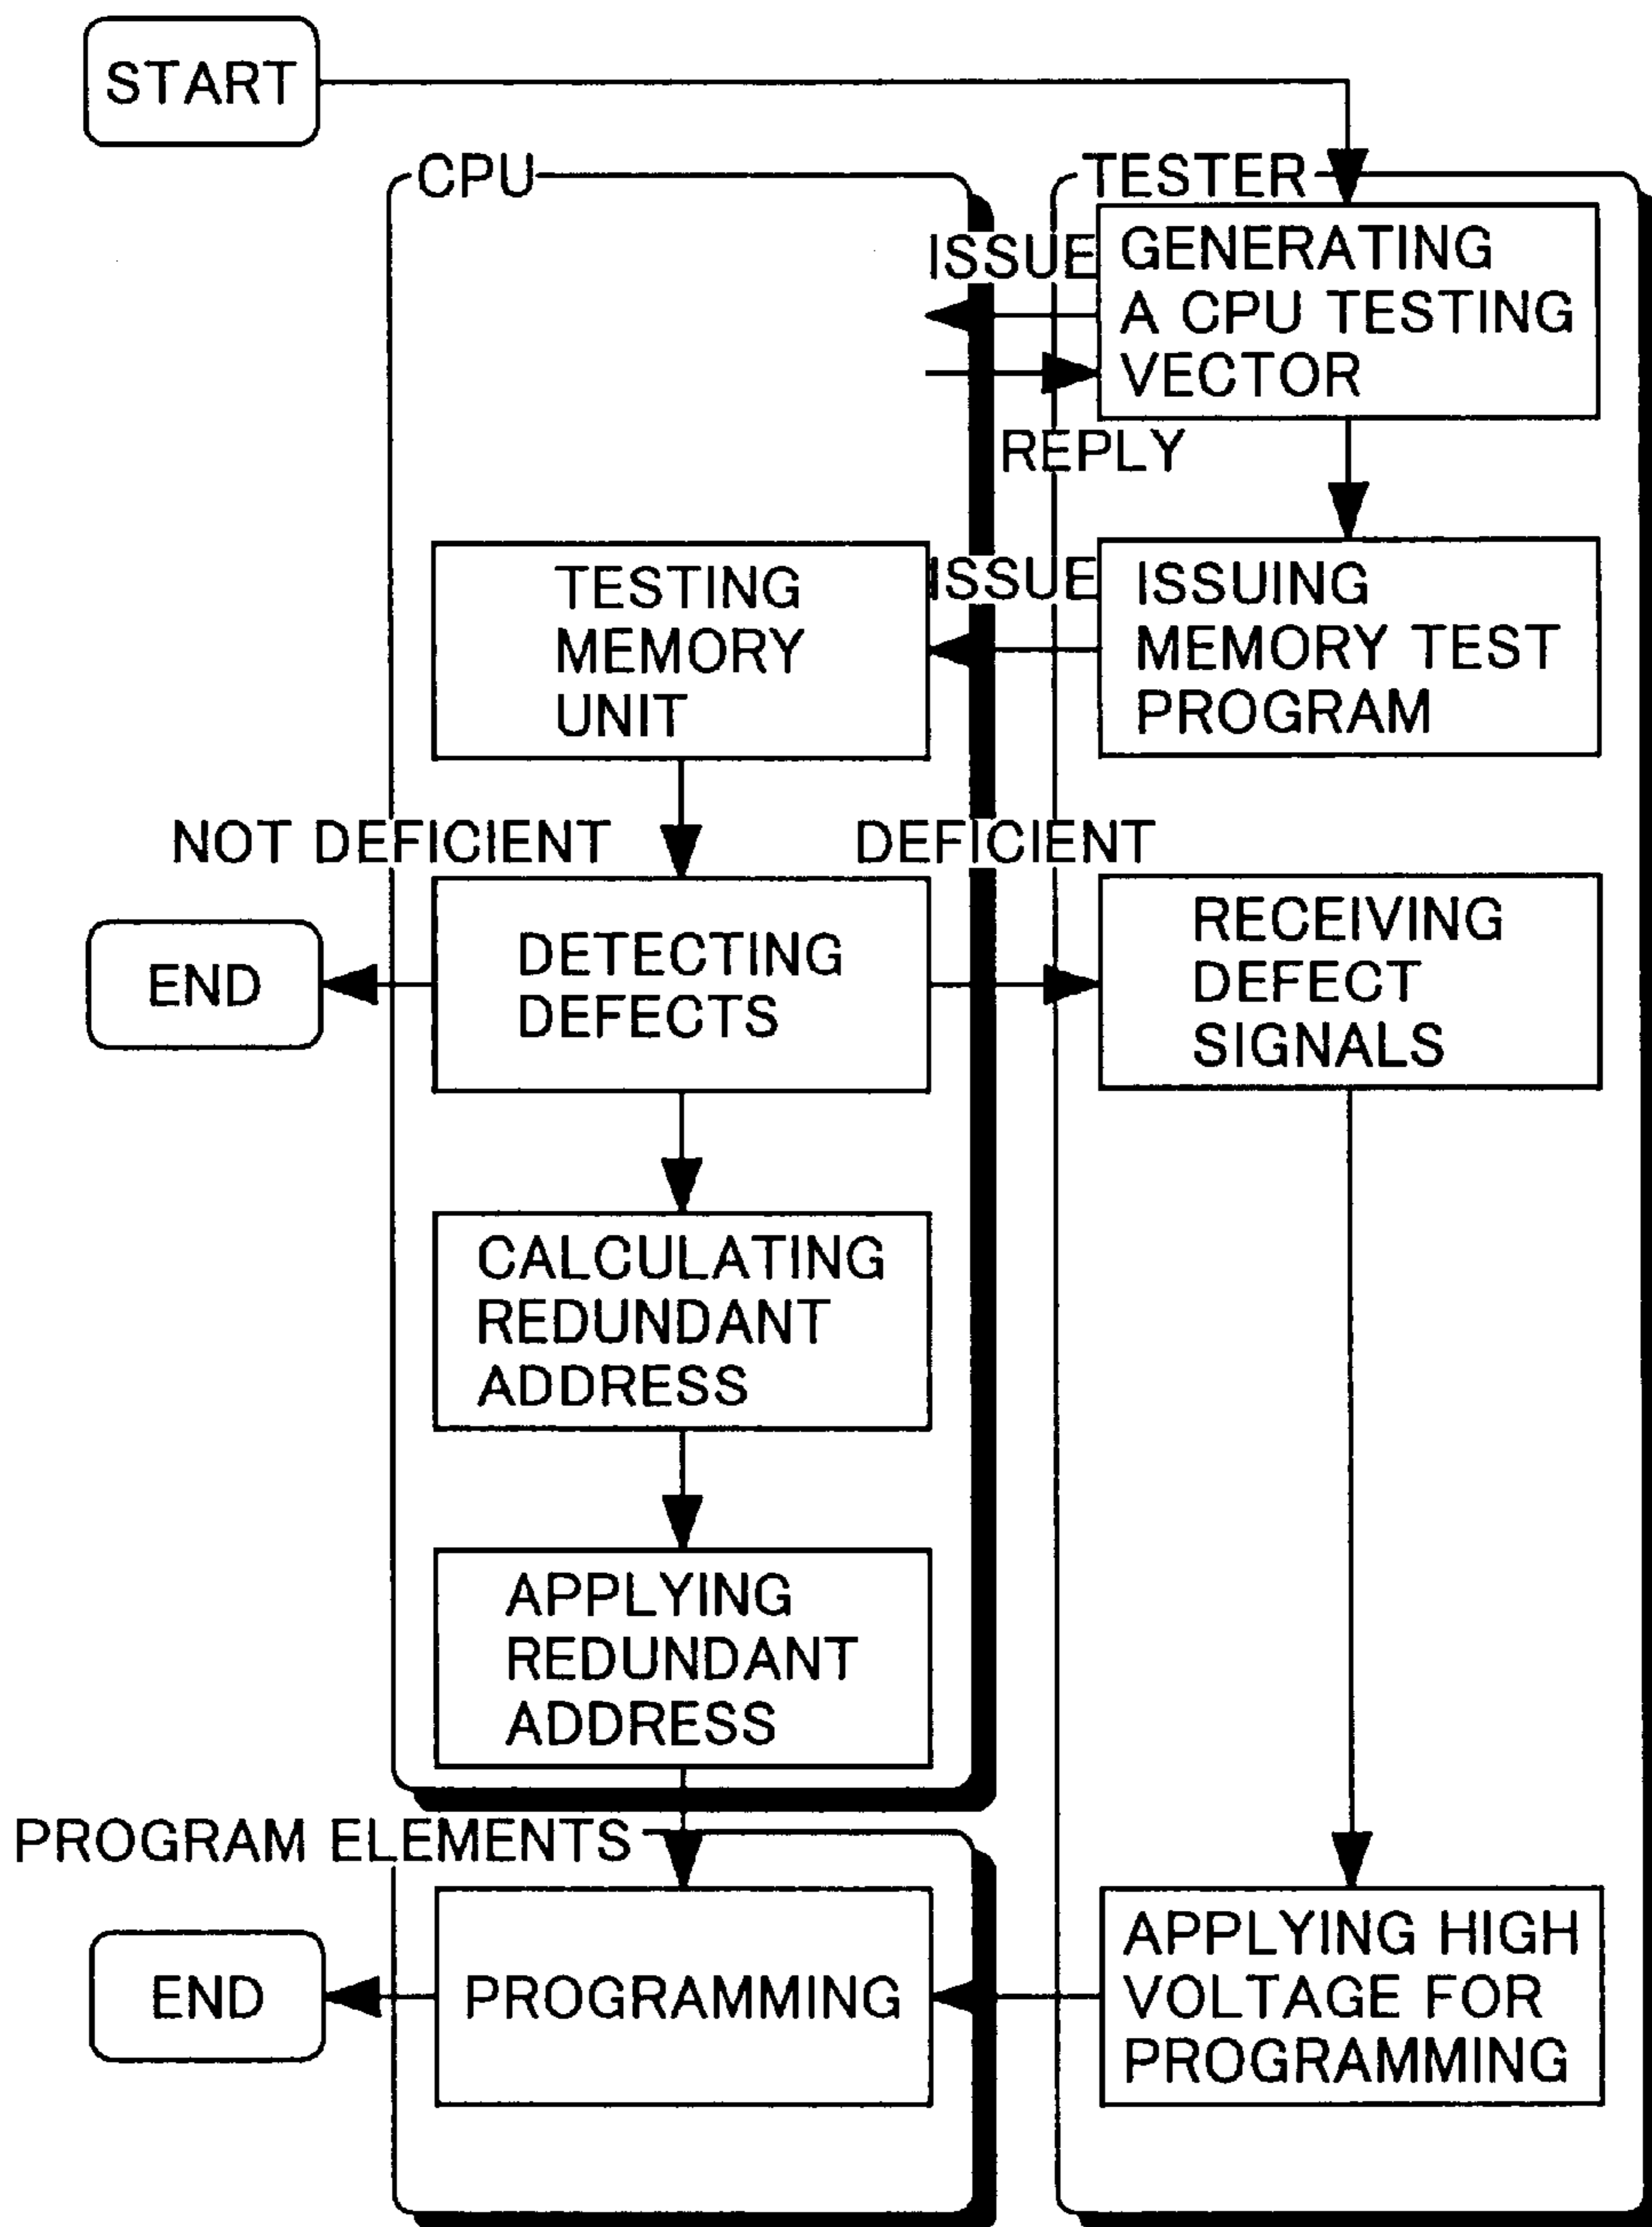 START
CPU
TESTER
ISSUE
GENERATING
A CPU TESTING
VECTOR
REPLY
TESTING
MEMORY
UNIT
ISSUE
ISSUING
MEMORY TEST
PROGRAM
NOT DEFICIENT
DEFICIENT
END
DETECTING
DEFECTS
RECEIVING
DEFECT
SIGNALS
CALCULATING
REDUNDANT
ADDRESS
APPLYING
REDUNDANT
ADDRESS
PROGRAM ELEMENTS
END
PROGRAMMING
APPLYING HIGH
VOLTAGE FOR
PROGRAMMING